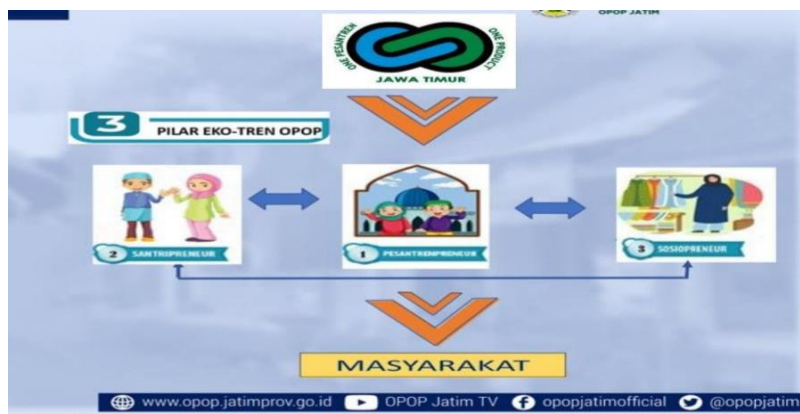 OPOP JATIM
ONE PESANTREN
ONE PRODUCT
JAWA TIMUR
3 PILAR EKO-TREN OPOP
2 SANTRIPRENEUR
1 PESANTRENPRENEUR
3 SOSIOPRENEUR
MASYARAKAT
www.opop.jatimprov.go.id OPOP Jatim TV opopjatimofficial @opopjatim